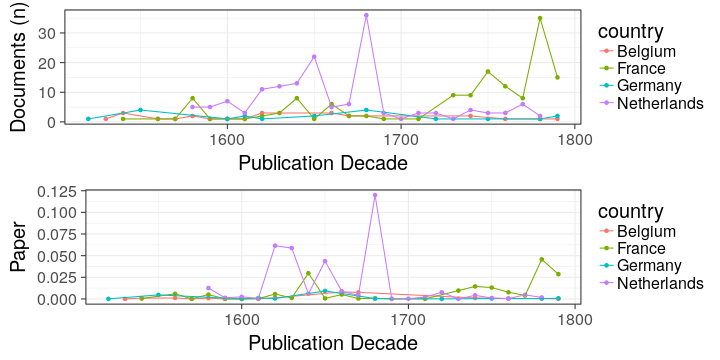 Documents (n)
30
20
10
0
1600
1700
1800
Publication Decade
country
Belgium
France
Germany
Netherlands
Paper
0.125
0.100
0.075
0.050
0.025
0.000
1600
1700
1800
Publication Decade
country
Belgium
France
Germany
Netherlands